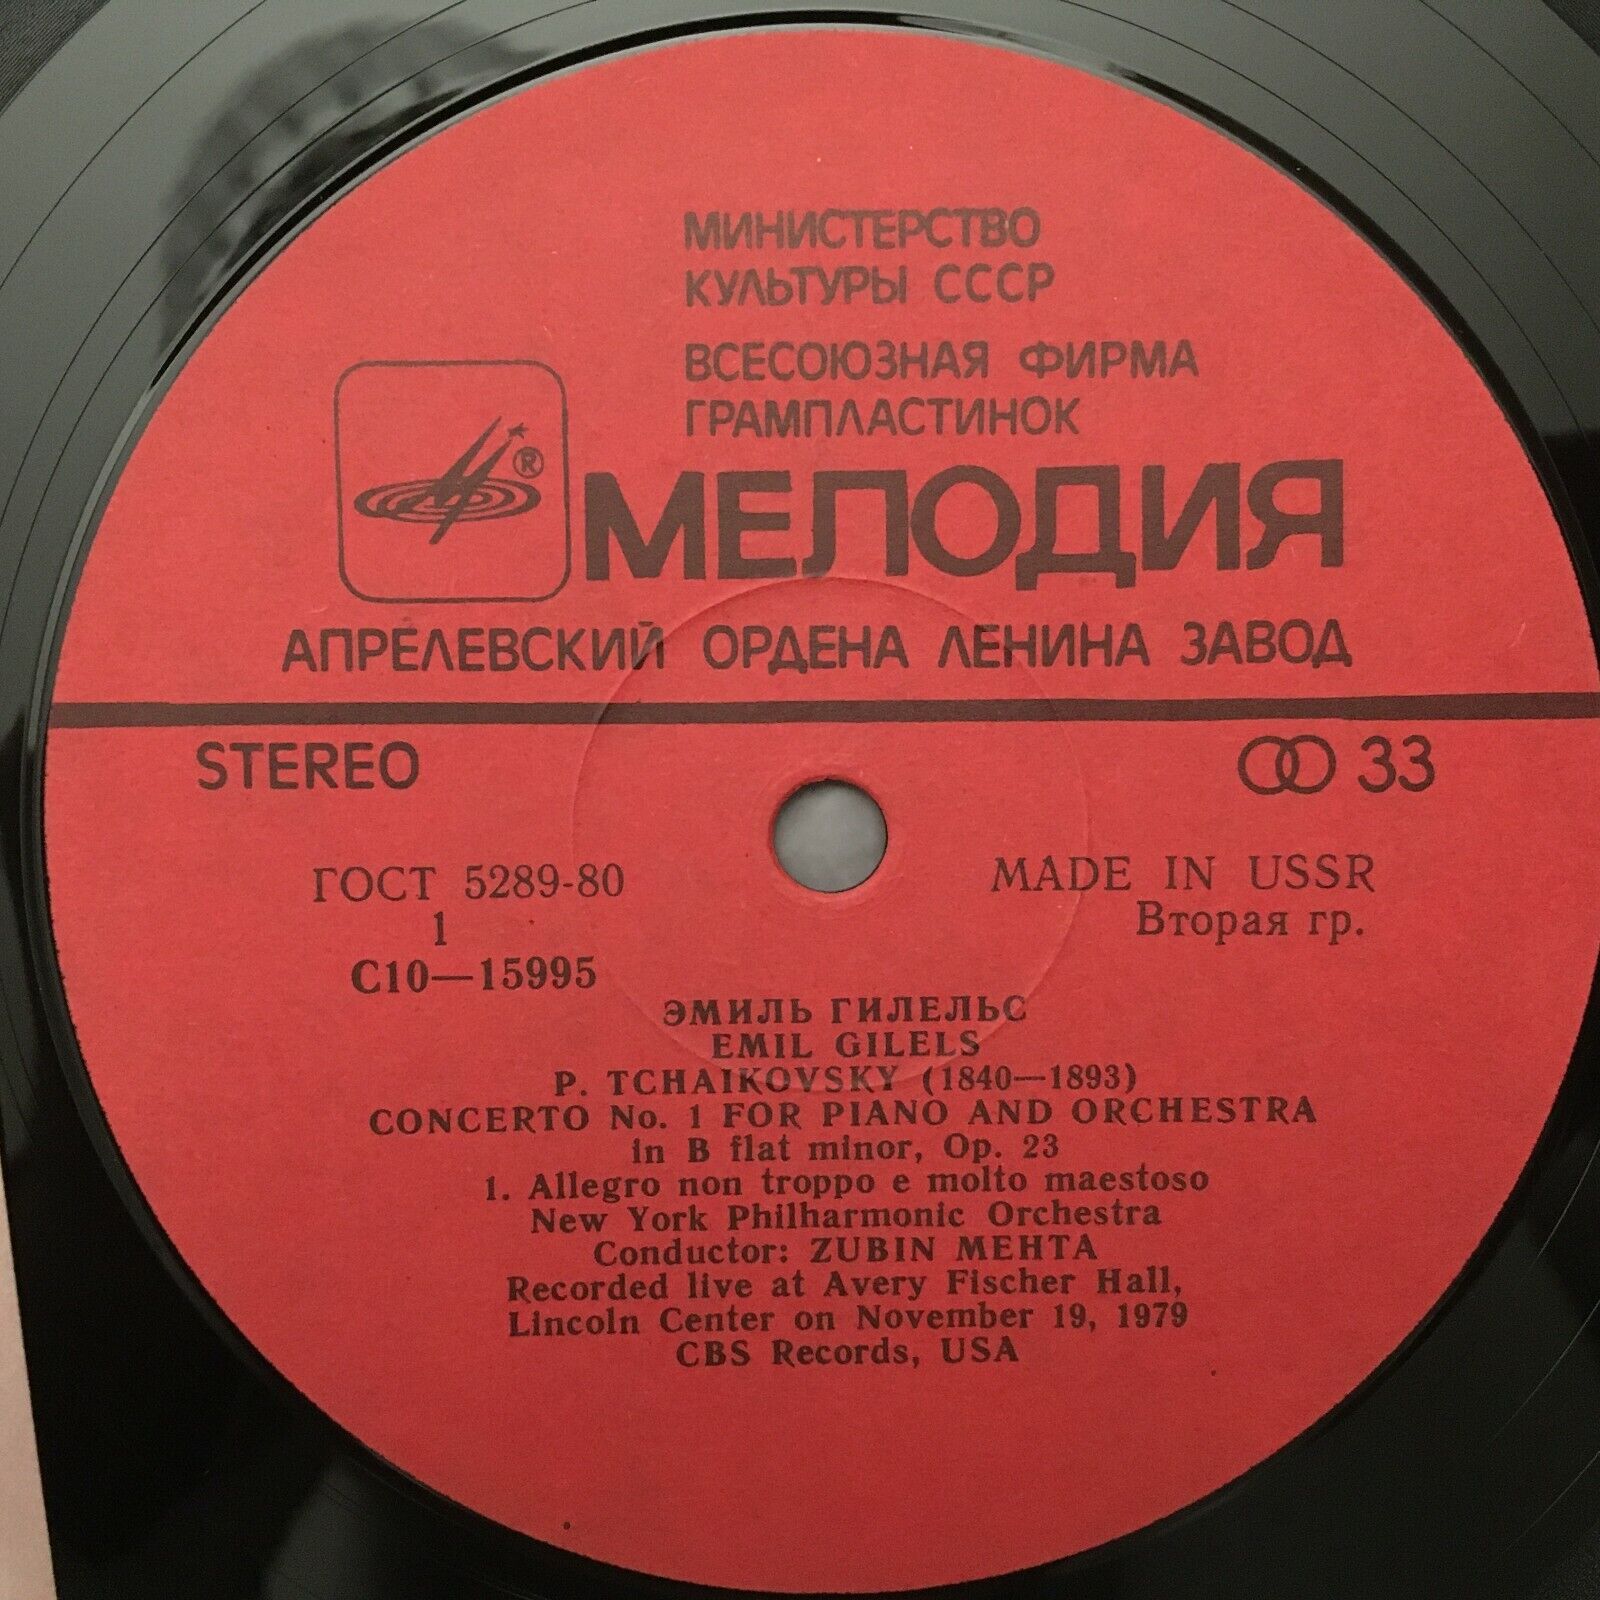 МИНИСТЕРСТВО
КУЛЬТУРЫ СССР
ВСЕСОЮЗНАЯ ФИРМА
ГРАМПЛАСТИНОК
®
МЕЛОДИЯ
АПРЕЛЕВСКИЙ ОРДЕНА ЛЕНИНА ЗАВОД
STEREO
33
ГОСТ 5289-80
MADE IN USSR
1
Вторая гр.
С10—15995
ЭМИЛЬ ГИЛЕЛЬС
EMIL GILELS
P. TCHAIKOVSKY (1840—1893)
CONCERTO No. 1 FOR PIANO AND ORCHESTRA
in B flat minor, Op. 23
1. Allegro non troppo e molto maestoso
New York Philharmonic Orchestra
Conductor: ZUBIN MEHTA
Recorded live at Avery Fischer Hall,
Lincoln Center on November 19, 1979
CBS Records, USA